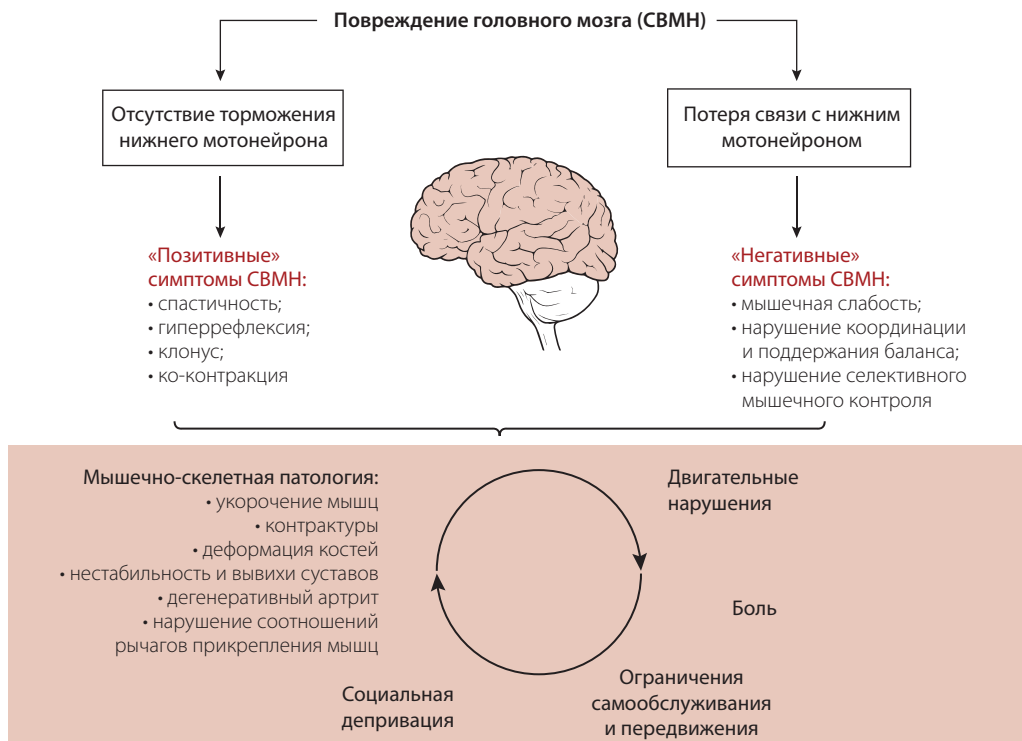 Повреждение головного мозга (СВМН)
Отсутствие торможения
нижнего мотонейрона
Потеря связи с нижним
мотонейроном
«Позитивные»
симптомы СВМН:
• спастичность;
• гиперрефлексия;
• клонус;
• ко-контракция
«Негативные»
симптомы СВМН:
• мышечная слабость;
• нарушение координации
и поддержания баланса;
• нарушение селективного
мышечного контроля
Мышечно-скелетная патология:
• укорочение мышц
• контрактуры
• деформация костей
• нестабильность и вывихи суставов
• дегенеративный артрит
• нарушение соотношений
рычагов прикрепления мышц
Двигательные
нарушения
Боль
Ограничения
самообслуживания
и передвижения
Социальная
депривация